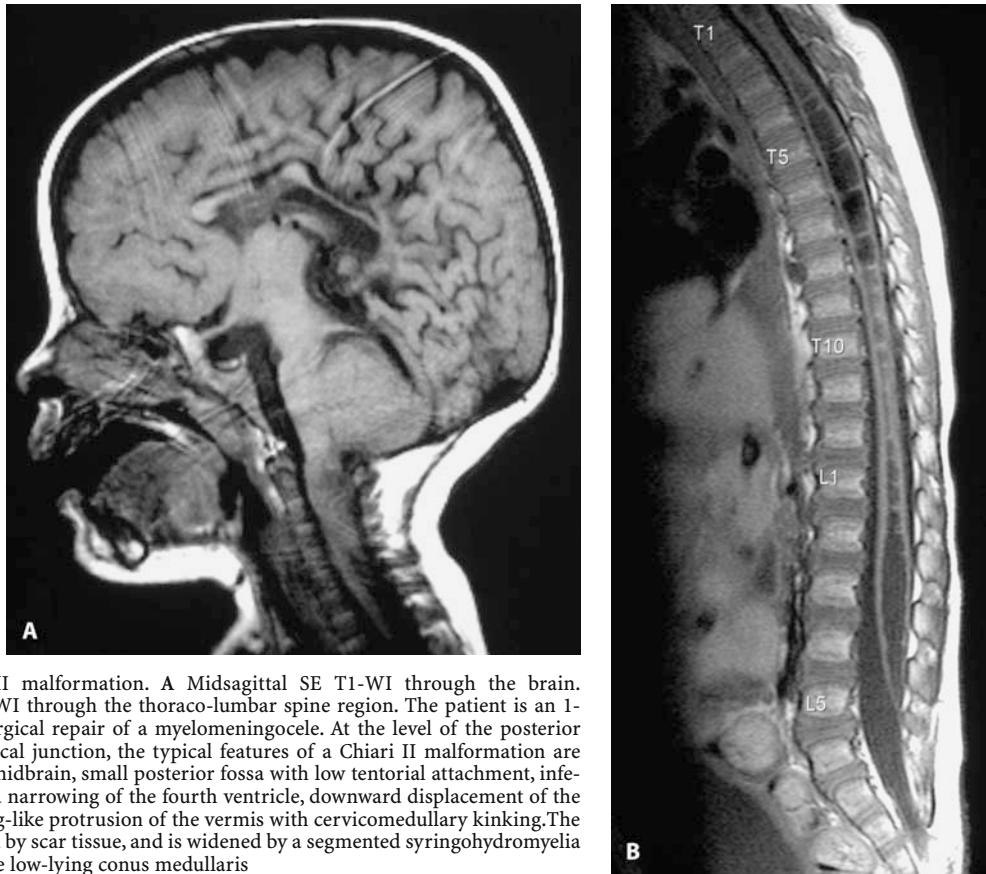 T1
T5
T10
L1
L5
A
B
II malformation. A Midsagittal SE T1-WI through the brain.
WI through the thoraco-lumbar spine region. The patient is an 1-
surgical repair of a myelomeningocele. At the level of the posterior
junction, the typical features of a Chiari II malformation are
midbrain, small posterior fossa with low tentorial attachment, infe-
narrowing of the fourth ventricle, downward displacement of the
protrusion of the vermis with cervicomedullary kinking.The
by scar tissue, and is widened by a segmented syringohydromyelia
low-lying conus medullaris